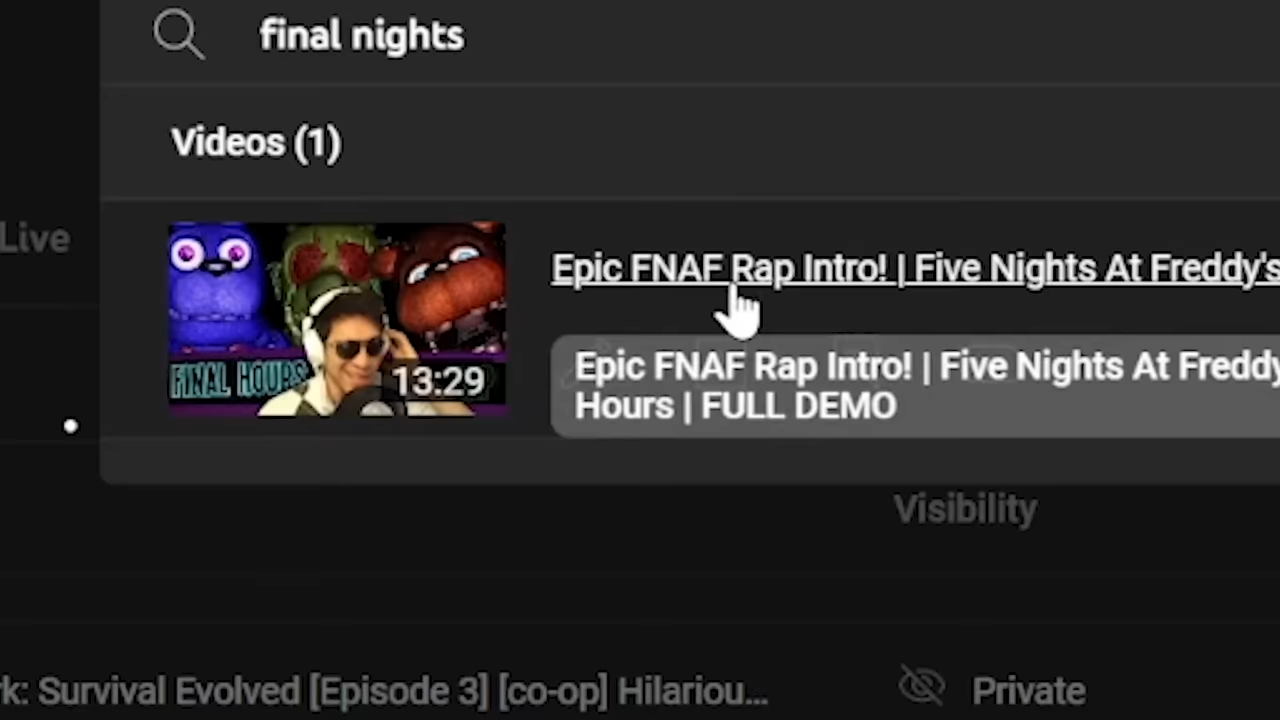 final nights
Videos (1)
Live
Epic FNAF Rap Intro! | Five Nights At Freddy's
FINAL HOURS
13:29
Epic FNAF Rap Intro! | Five Nights At Freddy
Hours | FULL DEMO
Visibility
rk: Survival Evolved [Episode 3] [co-op] Hilariou... Private